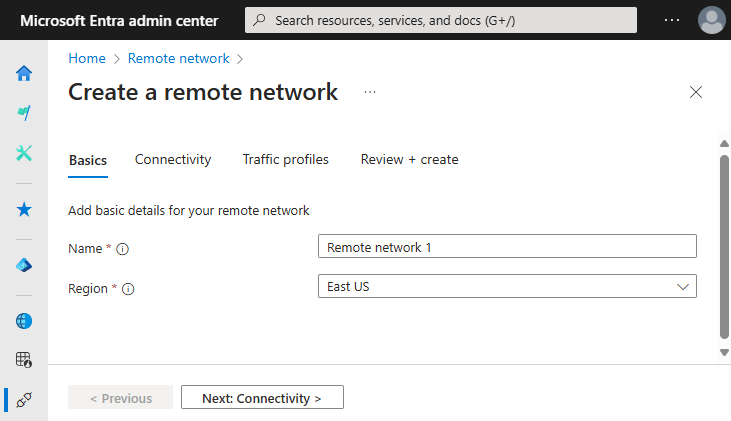 Microsoft Entra admin center
Search resources, services, and docs (G+/)
...
Home > Remote network >
Create a remote network ...
Basics Connectivity Traffic profiles Review + create
Add basic details for your remote network
Name * Remote network 1
Region * East US
< Previous Next: Connectivity >